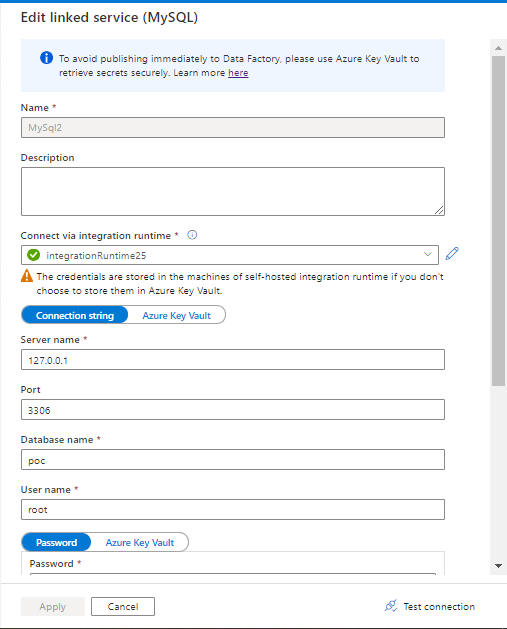 Edit linked service (MySQL)
To avoid publishing immediately to Data Factory, please use Azure Key Vault to
retrieve secrets securely. Learn more here
Name *
MySql2
Description
Connect via integration runtime *
integrationRuntime25
The credentials are stored in the machines of self-hosted integration runtime if you don't
choose to store them in Azure Key Vault.
Connection string Azure Key Vault
Server name *
127.0.0.1
Port
3306
Database name *
poc
User name *
root
Password Azure Key Vault
Password *
Apply Cancel Test connection